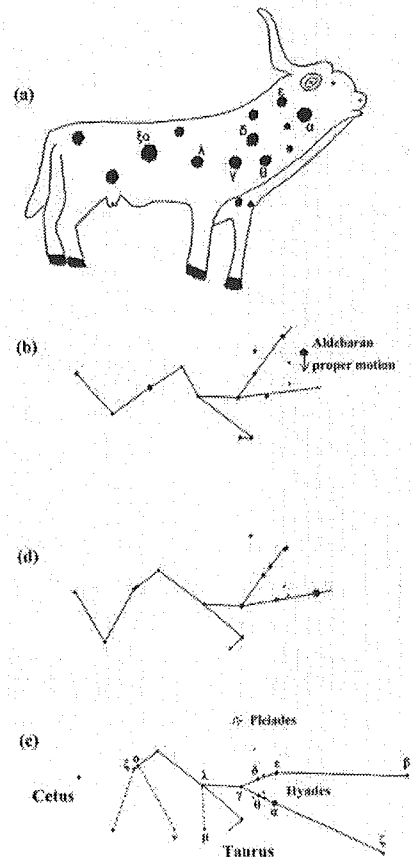 (a)
ε
α
δ
ξο
λ
γ
θ
(b)
Aldebaran
proper motion
(d)
Pleiades
(c)
ο
ξ
λ
δ
ε
β
γ
θ
Hyades
α
Cetus
ν
μ
ζ
Taurus